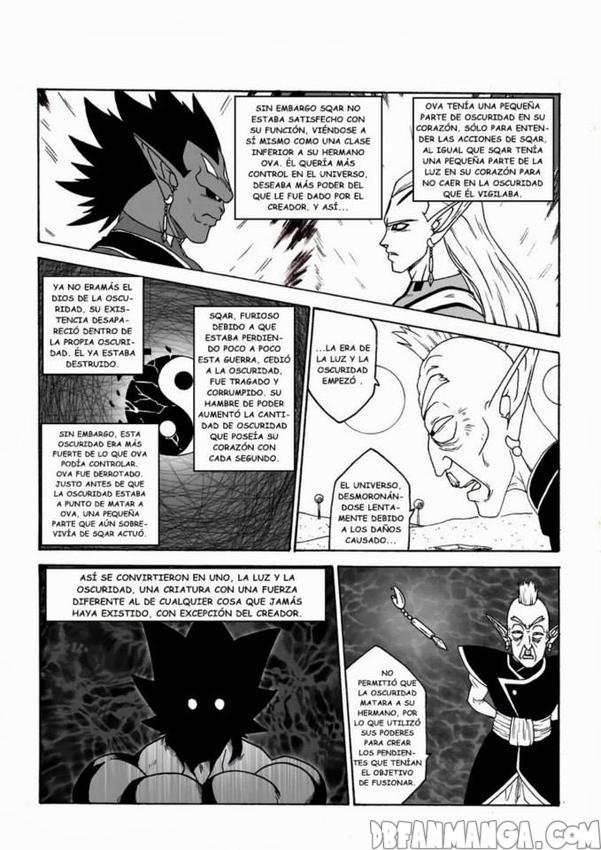 SIN EMBARGO SQAR NO
ESTABA SATISFECHO CON
SU FUNCIÓN, VIÉNDOSE A
SÍ MISMO COMO UNA CLASE
INFERIOR A SU HERMANO
OVA. ÉL QUERÍA MÁS
CONTROL EN EL UNIVERSO,
DESEABA MÁS PODER DEL
QUE LE FUE DADO POR EL
CREADOR, Y ASÍ...
OVA TENÍA UNA PEQUEÑA
PARTE DE OSCURIDAD EN SU
CORAZÓN, SÓLO PARA ENTEN-
DER LAS ACCIONES DE SQAR,
AL IGUAL QUE SQAR TENÍA
UNA PEQUEÑA PARTE DE LA
LUZ EN SU CORAZÓN PARA
NO CAER EN LA OSCURIDAD
QUE ÉL VIGILABA.
...LA ERA DE
LA LUZ Y LA
OSCURIDAD
EMPEZÓ .
EL UNIVERSO,
DESMORONÁN-
DOSE LENTA-
MENTE DEBIDO
A LOS DAÑOS
CAUSADO...
SQAR, FURIOSO
DEBIDO A QUE
ESTABA PERDIEN-
DO POCO A POCO
ESTA GUERRA, CEDIÓ
A LA OSCURIDAD,
FUE TRAGADO Y
CORRUMPIDO. SU
HAMBRE DE PODER
AUMENTÓ LA CANTI-
DAD DE OSCURIDAD
QUE POSEÍA SU
CORAZÓN CON
CADA SEGUNDO.
YA NO ERAMÁS EL
DIOS DE LA OSCU-
RIDAD, SU EXIS-
TENCIA DESAPA-
RECIÓ DENTRO DE
LA PROPIA OSCURI-
DAD. ÉL YA ESTABA
DESTRUIDO.
SIN EMBARGO, ESTA
OSCURIDAD ERA MÁS
FUERTE DE LO QUE OVA
PODÍA CONTROLAR.
OVA FUE DERROTADO.
JUSTO ANTES DE QUE
LA OSCURIDAD ESTABA
A PUNTO DE MATAR A
OVA, UNA PEQUEÑA
PARTE QUE AÚN SOBRE-
VIVÍA DE SQAR ACTUÓ.
NO
PERMITIÓ QUE
LA OSCURIDAD
MATARA A SU
HERMANO, POR
LO QUE UTILIZÓ
SUS PODERES
PARA CREAR
LOS PENDIEN-
TES QUE TENÍAN
EL OBJETIVO
DE FUSIONAR.
ASÍ SE CONVIRTIERON EN UNO, LA LUZ Y LA
OSCURIDAD, UNA CRIATURA CON UNA FUERZA
DIFERENTE AL DE CUALQUIER COSA QUE JAMÁS
HAYA EXISTIDO, CON EXCEPCIÓN DEL CREADOR.
DBFANMANGA.COM